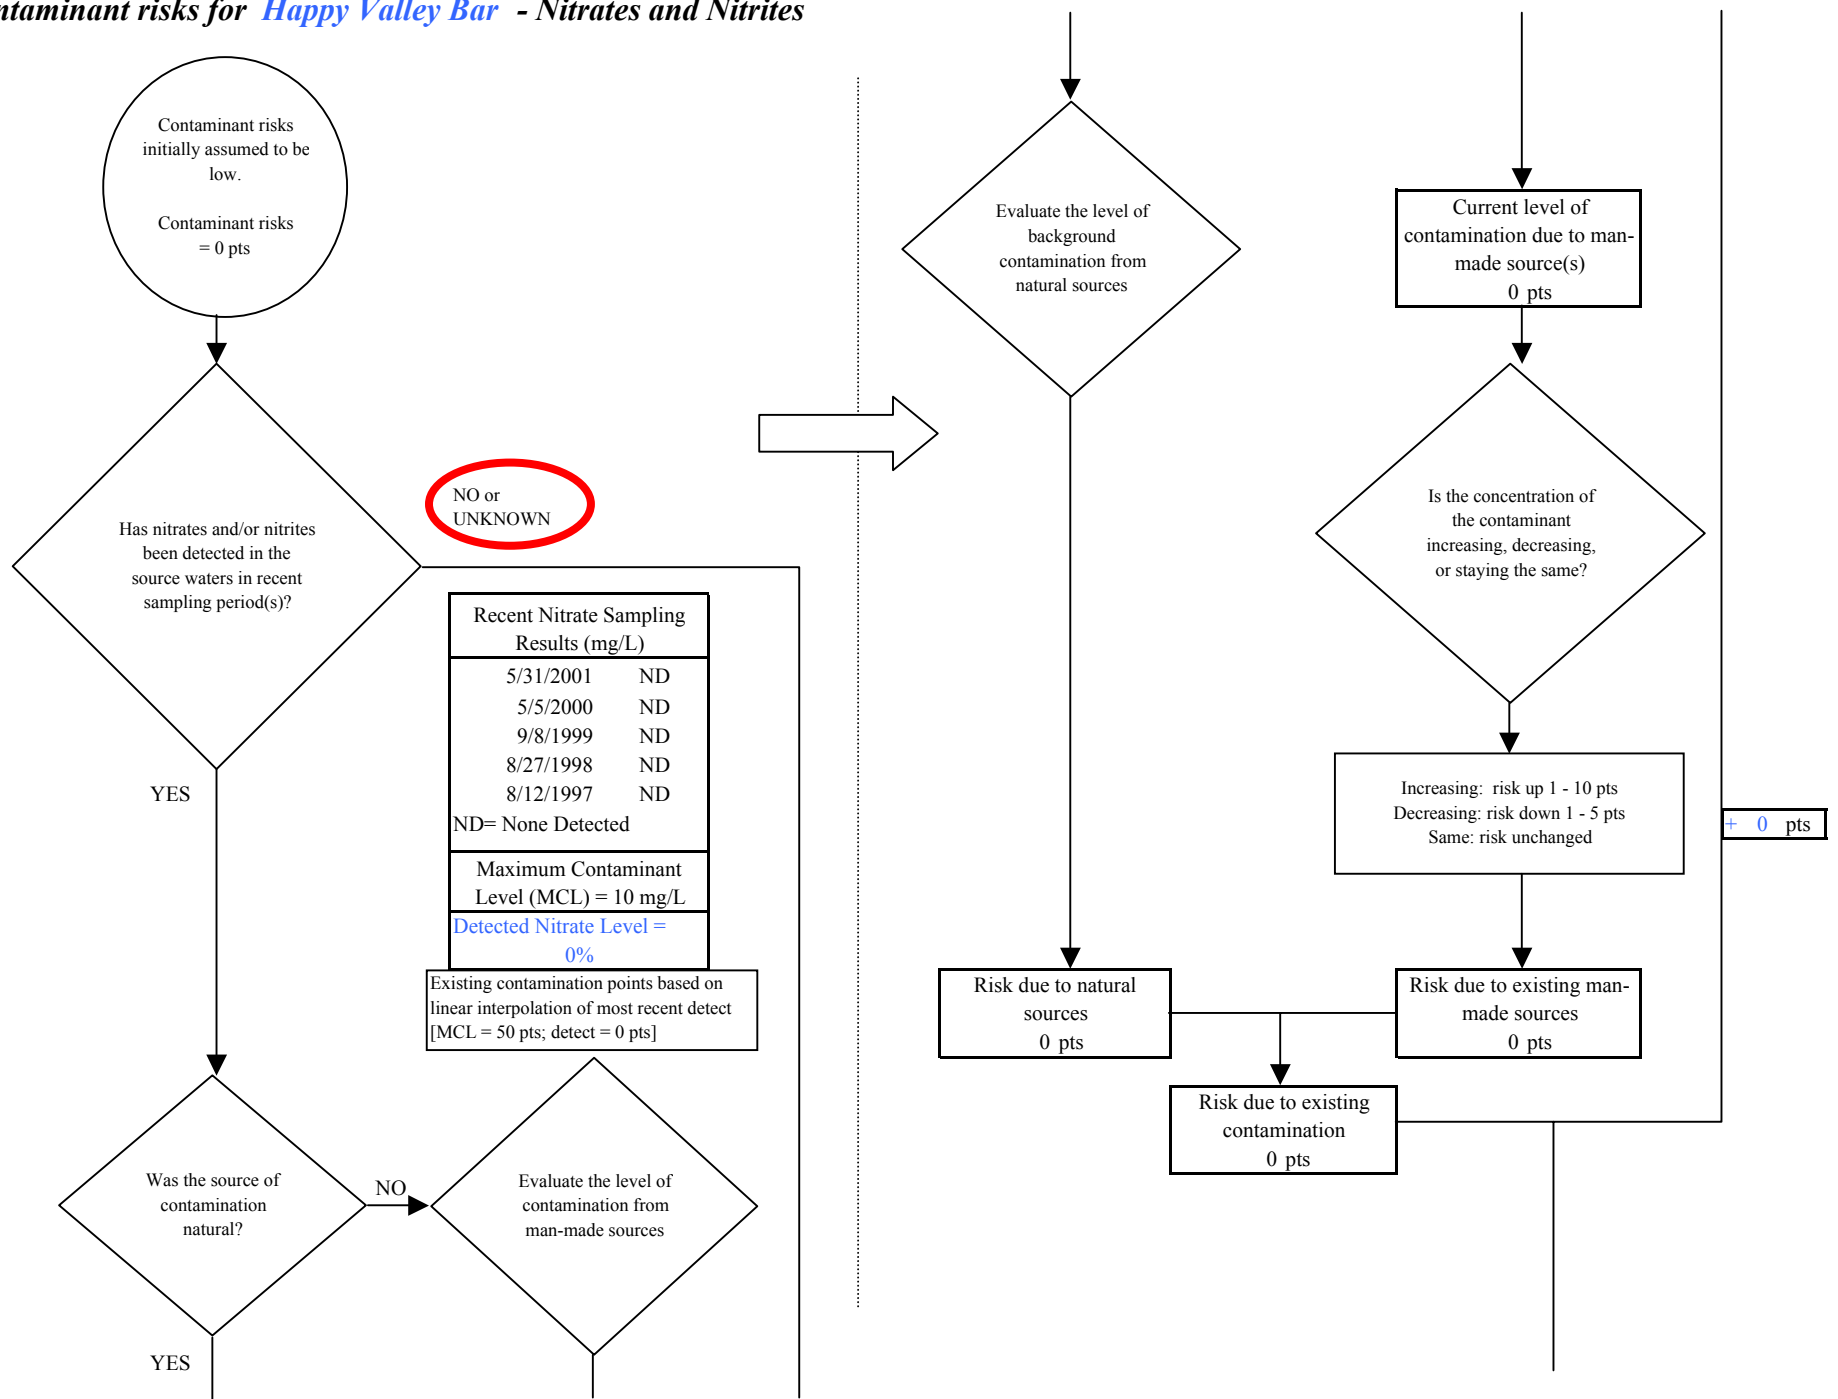 ntaminant risks for Happy Valley Bar - Nitrates and Nitrites
Contaminant risks
initially assumed to be
low.
Contaminant risks
= 0 pts
Has nitrates and/or nitrites
been detected in the
source waters in recent
sampling period(s)?
NO or
UNKNOWN
YES
Recent Nitrate Sampling
Results (mg/L)
5/31/2001 ND
5/5/2000 ND
9/8/1999 ND
8/27/1998 ND
8/12/1997 ND
ND= None Detected
Maximum Contaminant
Level (MCL) = 10 mg/L
Detected Nitrate Level =
0%
Existing contamination points based on
linear interpolation of most recent detect
[MCL = 50 pts; detect = 0 pts]
Was the source of
contamination
natural?
NO
Evaluate the level of
contamination from
man-made sources
YES
Evaluate the level of
background
contamination from
natural sources
Current level of
contamination due to man-
made source(s)
0 pts
Is the concentration of
the contaminant
increasing, decreasing,
or staying the same?
Increasing: risk up 1 - 10 pts
Decreasing: risk down 1 - 5 pts
Same: risk unchanged
+ 0 pts
Risk due to natural
sources
0 pts
Risk due to existing man-
made sources
0 pts
Risk due to existing
contamination
0 pts